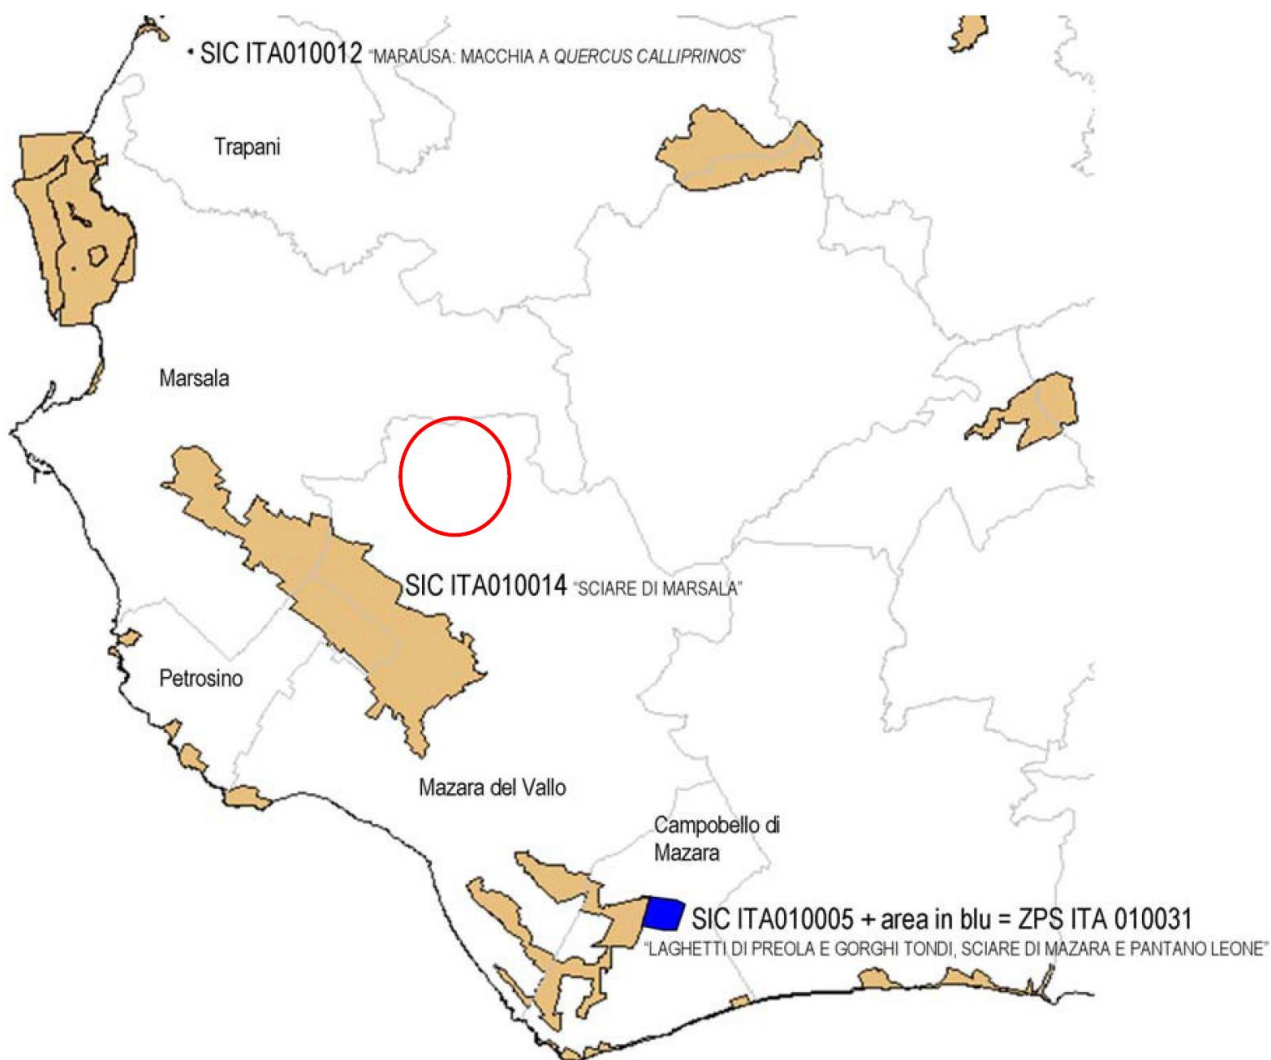 SIC ITA010012 "MARAUSA: MACCHIA A QUERCUS CALLIPRINOS"
Trapani
Marsala
SIC ITA010014 "SCIARE DI MARSALA"
Petrosino
Mazara del Vallo
Campobello di
Mazara
SIC ITA010005 + area in blu = ZPS ITA 010031
"LAGHETTI DI PREOLA E GORGHI TONDI, SCIARE DI MAZARA E PANTANO LEONE"